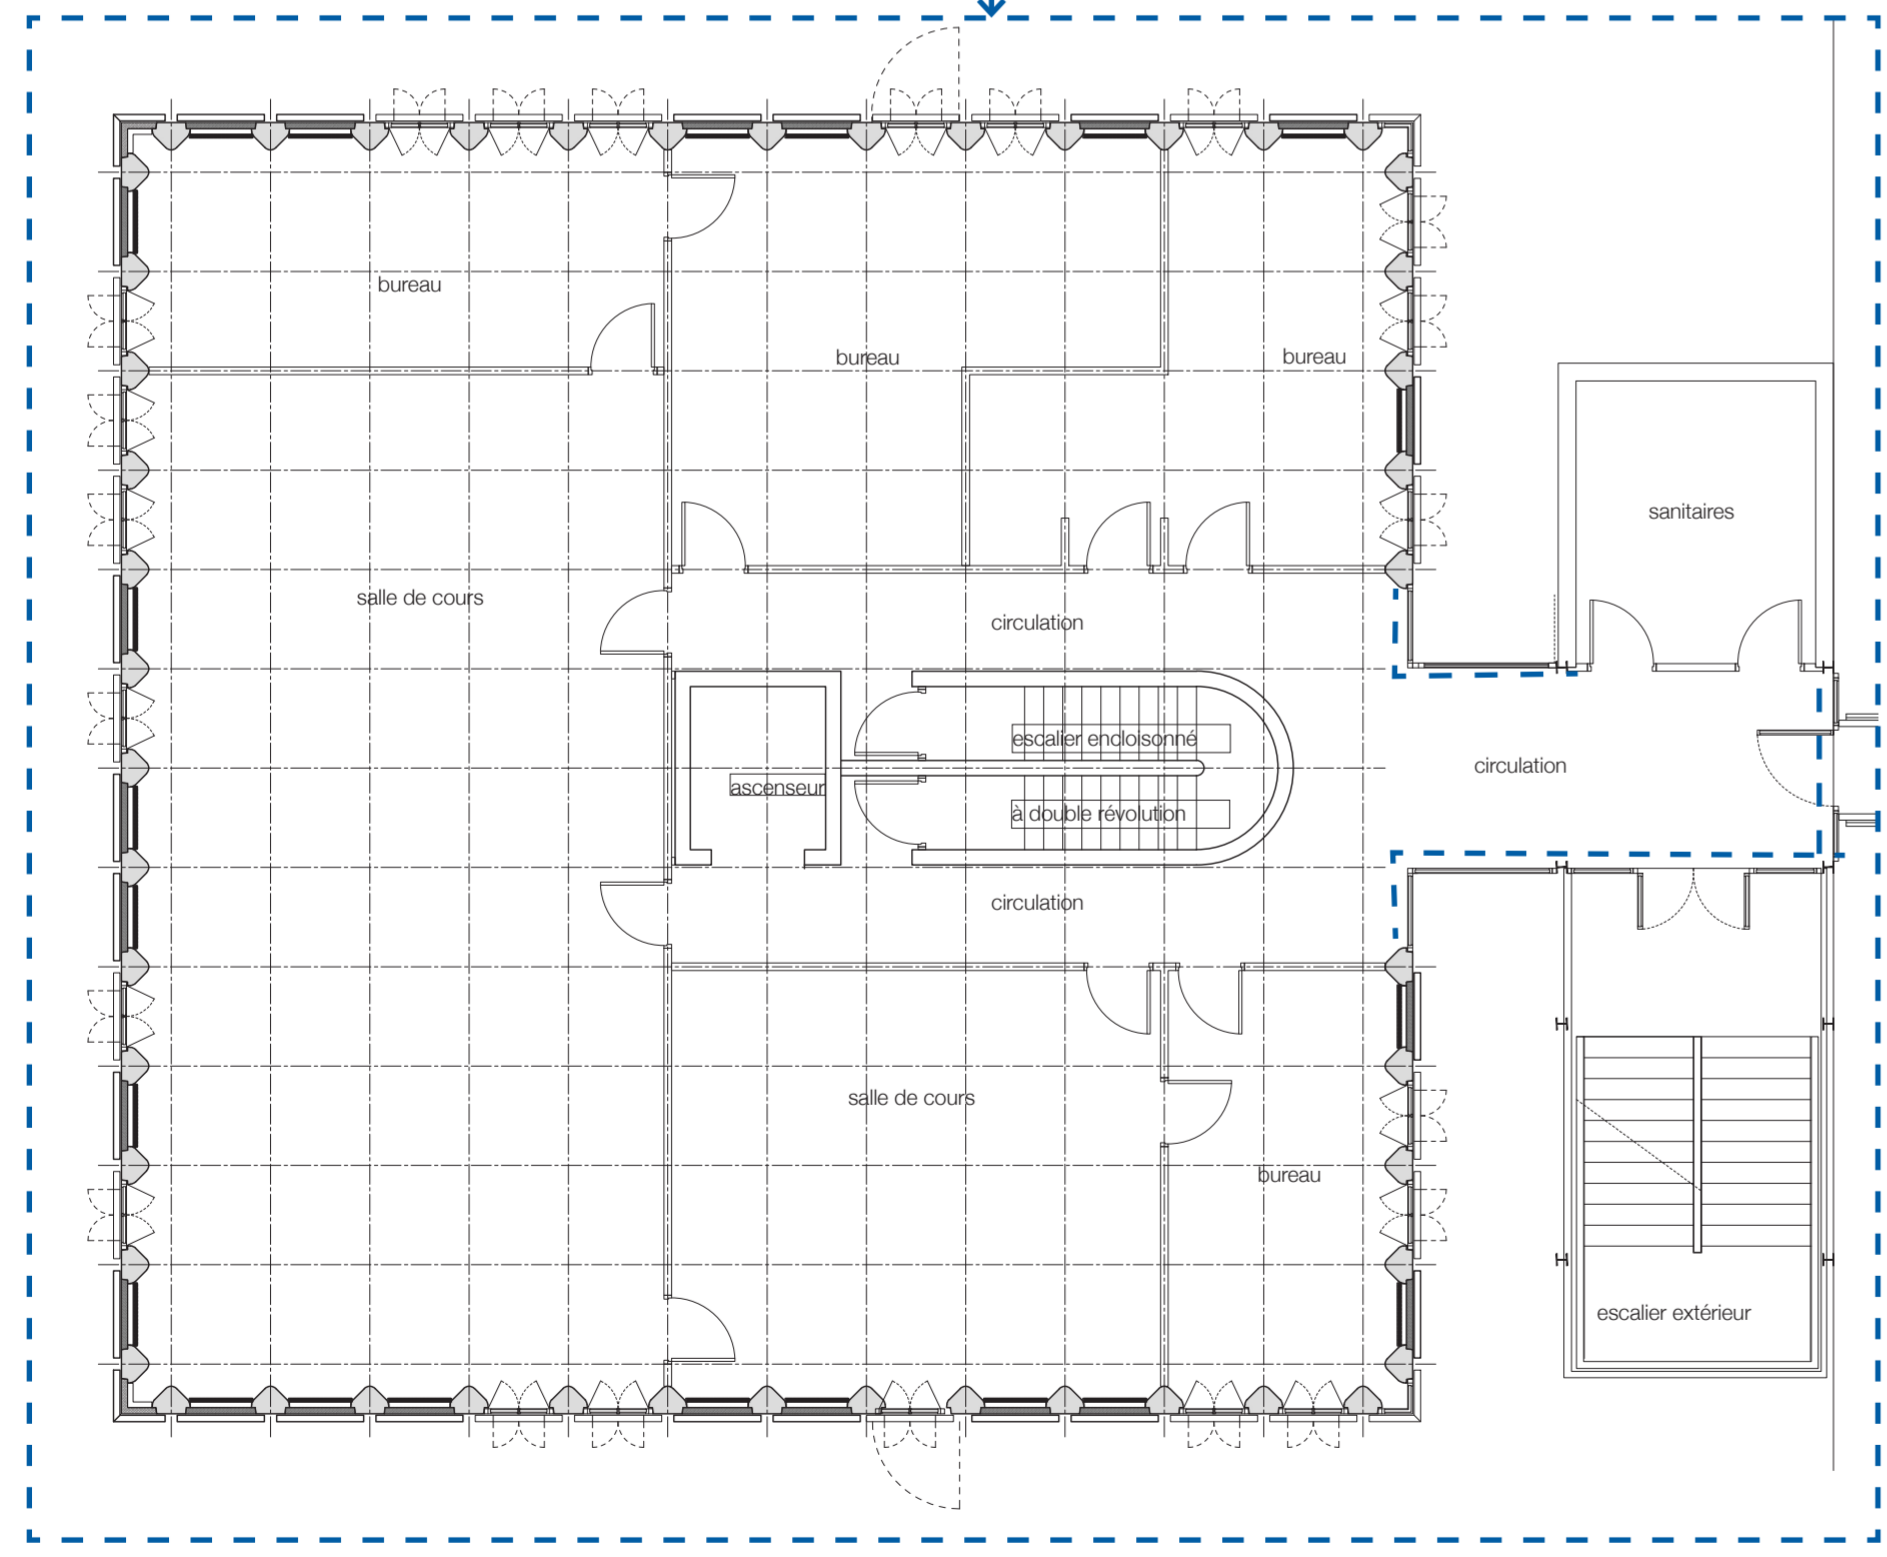 bureau
bureau
bureau
sanitaires
salle de cours
circulation
escalier encloisonné
circulation
ascenseur
à double révolution
circulation
salle de cours
bureau
escalier extérieur